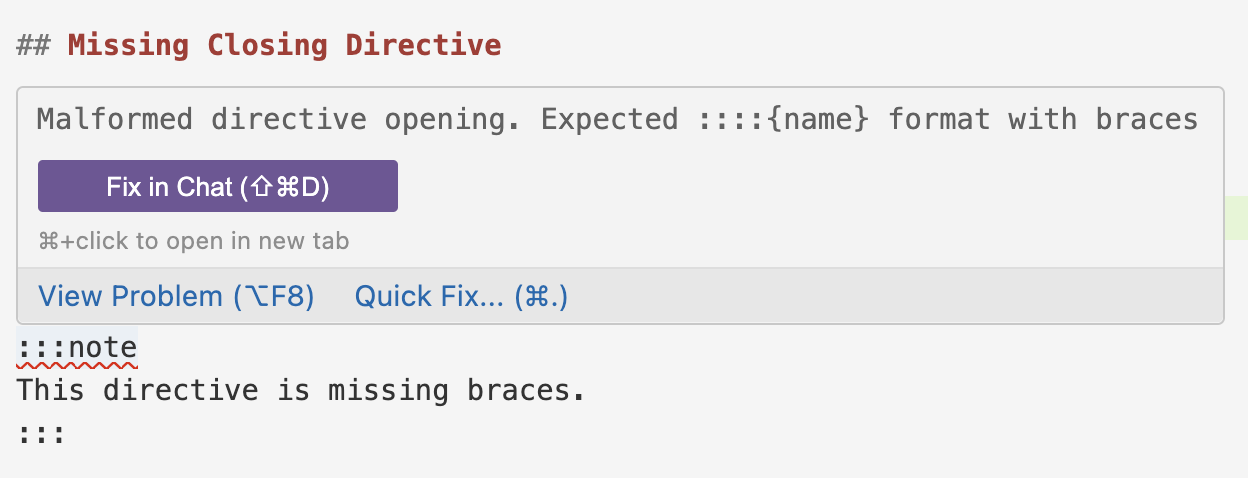 ## Missing Closing Directive
Malformed directive opening. Expected ::::{name} format with braces
Fix in Chat (⇧⌘D)
⌘+click to open in new tab
View Problem (⌥F8) Quick Fix... (⌘.)
:::note
This directive is missing braces.
:::